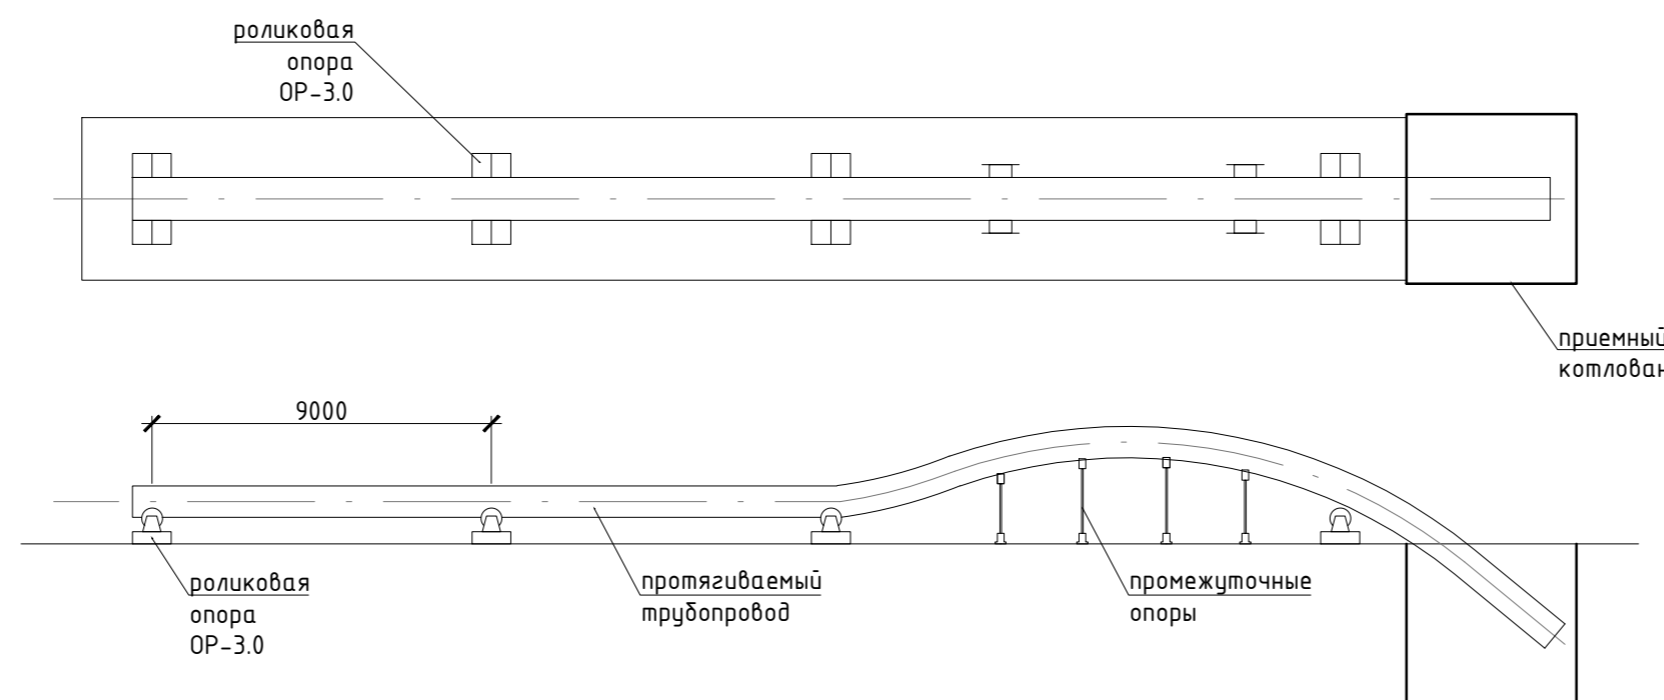 роликовая
опора
ОР-3.0
приемный
котлован
9000
роликовая
опора
ОР-3.0
протягиваемый
трубопровод
промежуточные
опоры